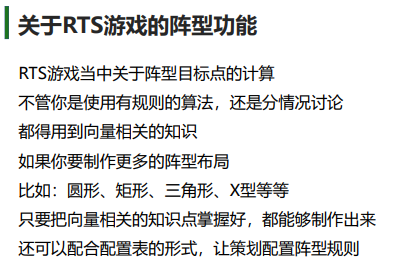 关于RTS游戏的阵型功能
RTS游戏当中关于阵型目标点的计算
不管你是使用有规则的算法，还是分情况讨论
都得用到向量相关的知识
如果你要制作更多的阵型布局
比如：圆形、矩形、三角形、X型等等
只要把向量相关的知识点掌握好，都能够制作出来
还可以配合配置表的形式，让策划配置阵型规则